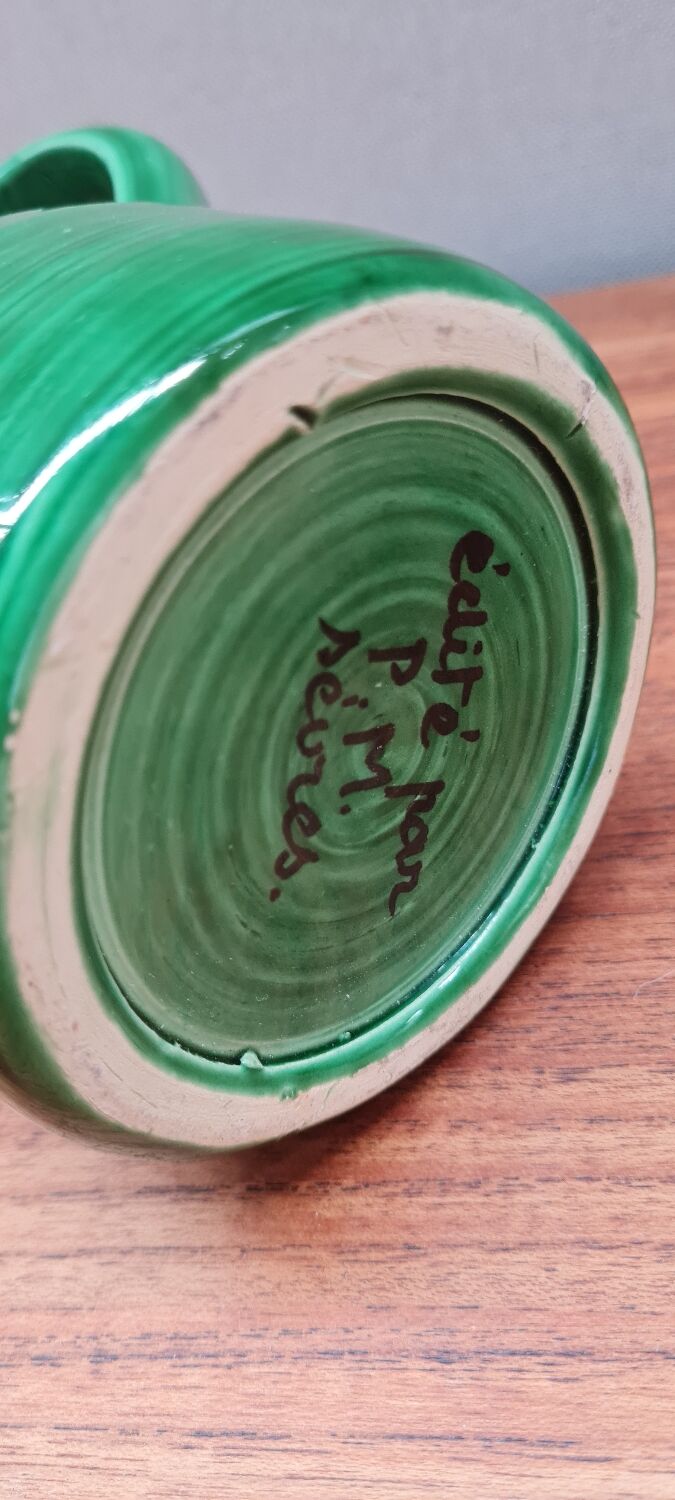 édité par
P.M.
sèvres.